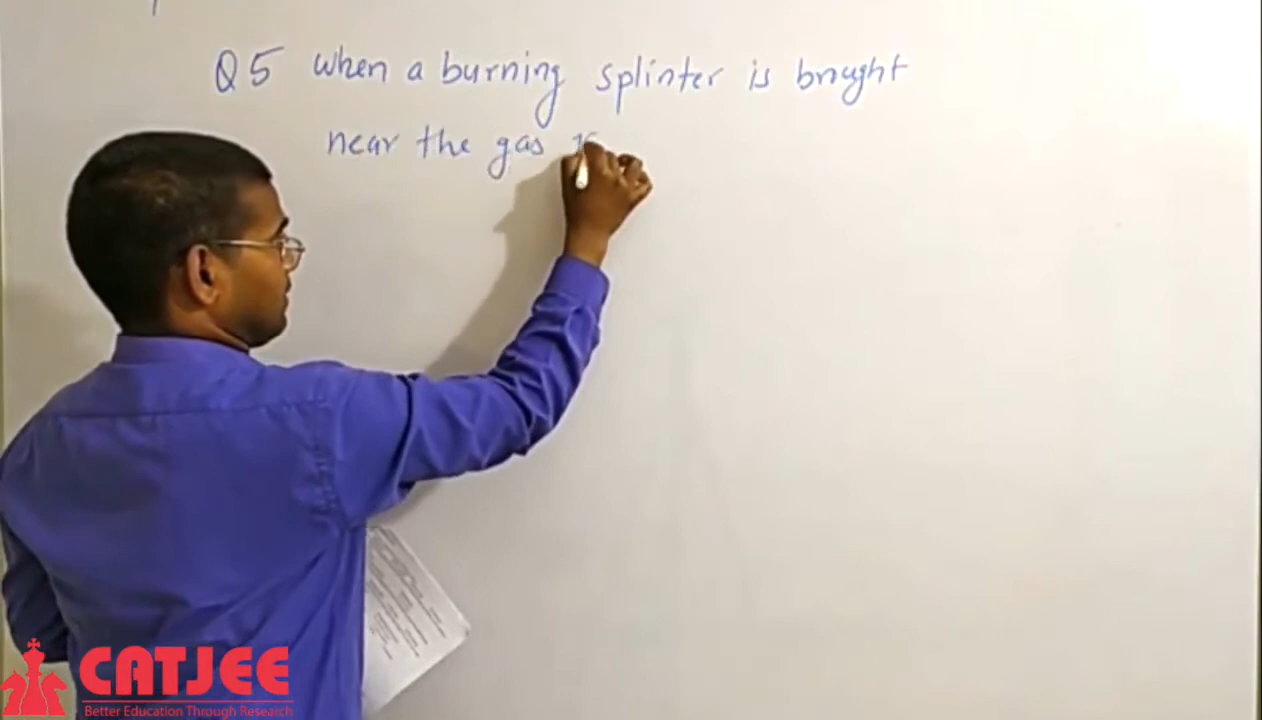 Q5 when a burning splinter is brought
near the gas
CATJEE
Better Education Through Research